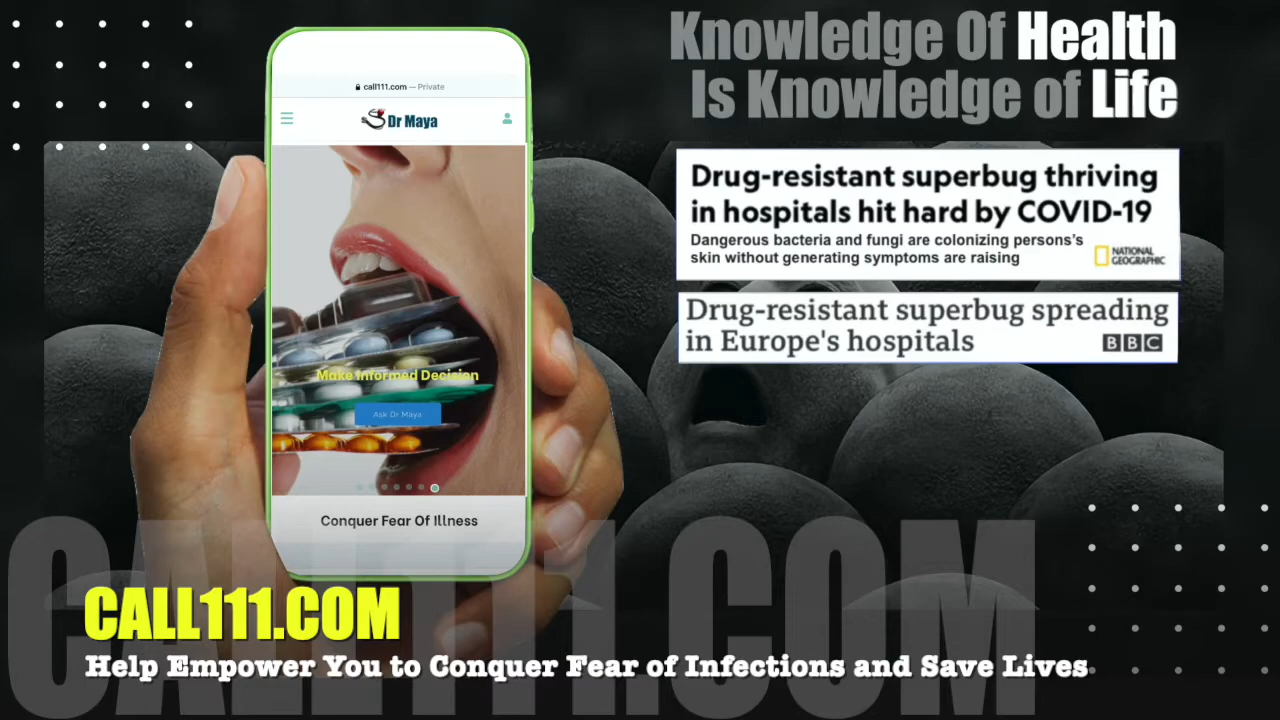 Knowledge Of Health
Is Knowledge of Life
call111.com — Private
Dr Maya
Drug-resistant superbug thriving
in hospitals hit hard by COVID-19
Dangerous bacteria and fungi are colonizing persons's
skin without generating symptoms are raising
NATIONAL
GEOGRAPHIC
Drug-resistant superbug spreading
in Europe's hospitals
BBC
Make Informed Decision
Ask Dr Maya
Conquer Fear Of Illness
CALL111.COM
CALL111.COM
Help Empower You to Conquer Fear of Infections and Save Lives